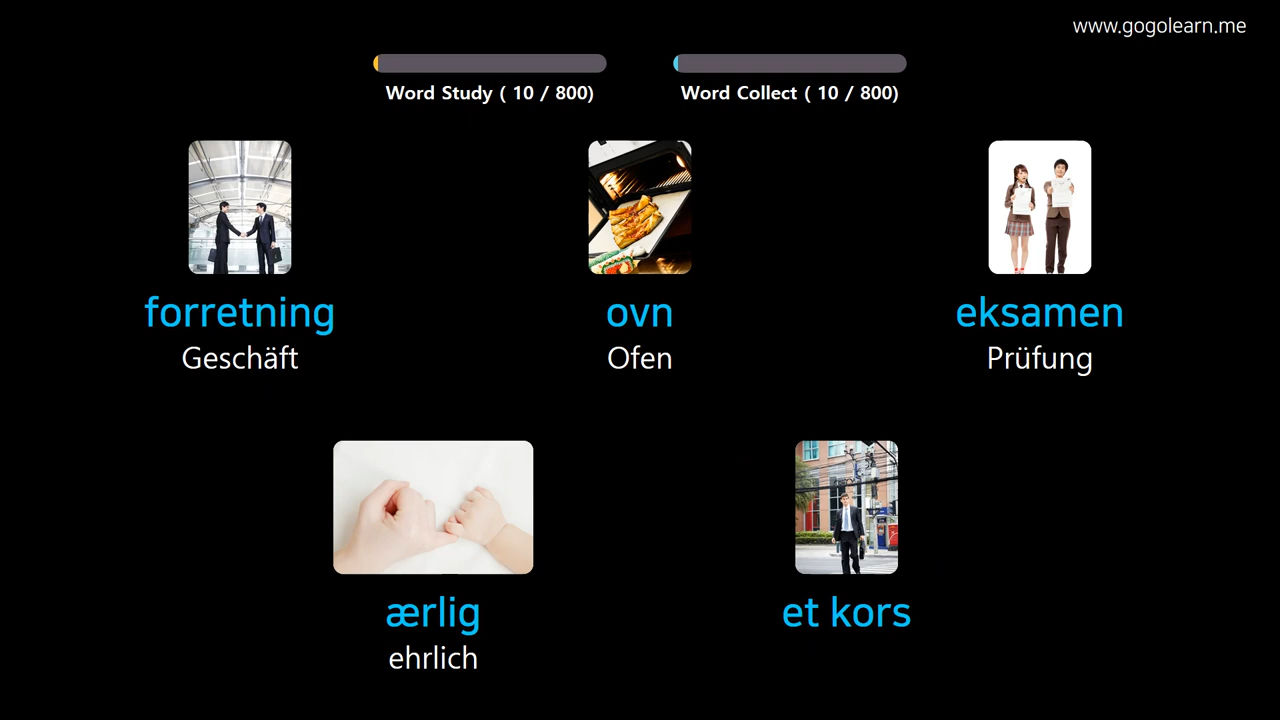 www.gogolearn.me
Word Study ( 10 / 800)
Word Collect ( 10 / 800)
forretning
Geschäft
ovn
Ofen
eksamen
Prüfung
ærlig
ehrlich
et kors